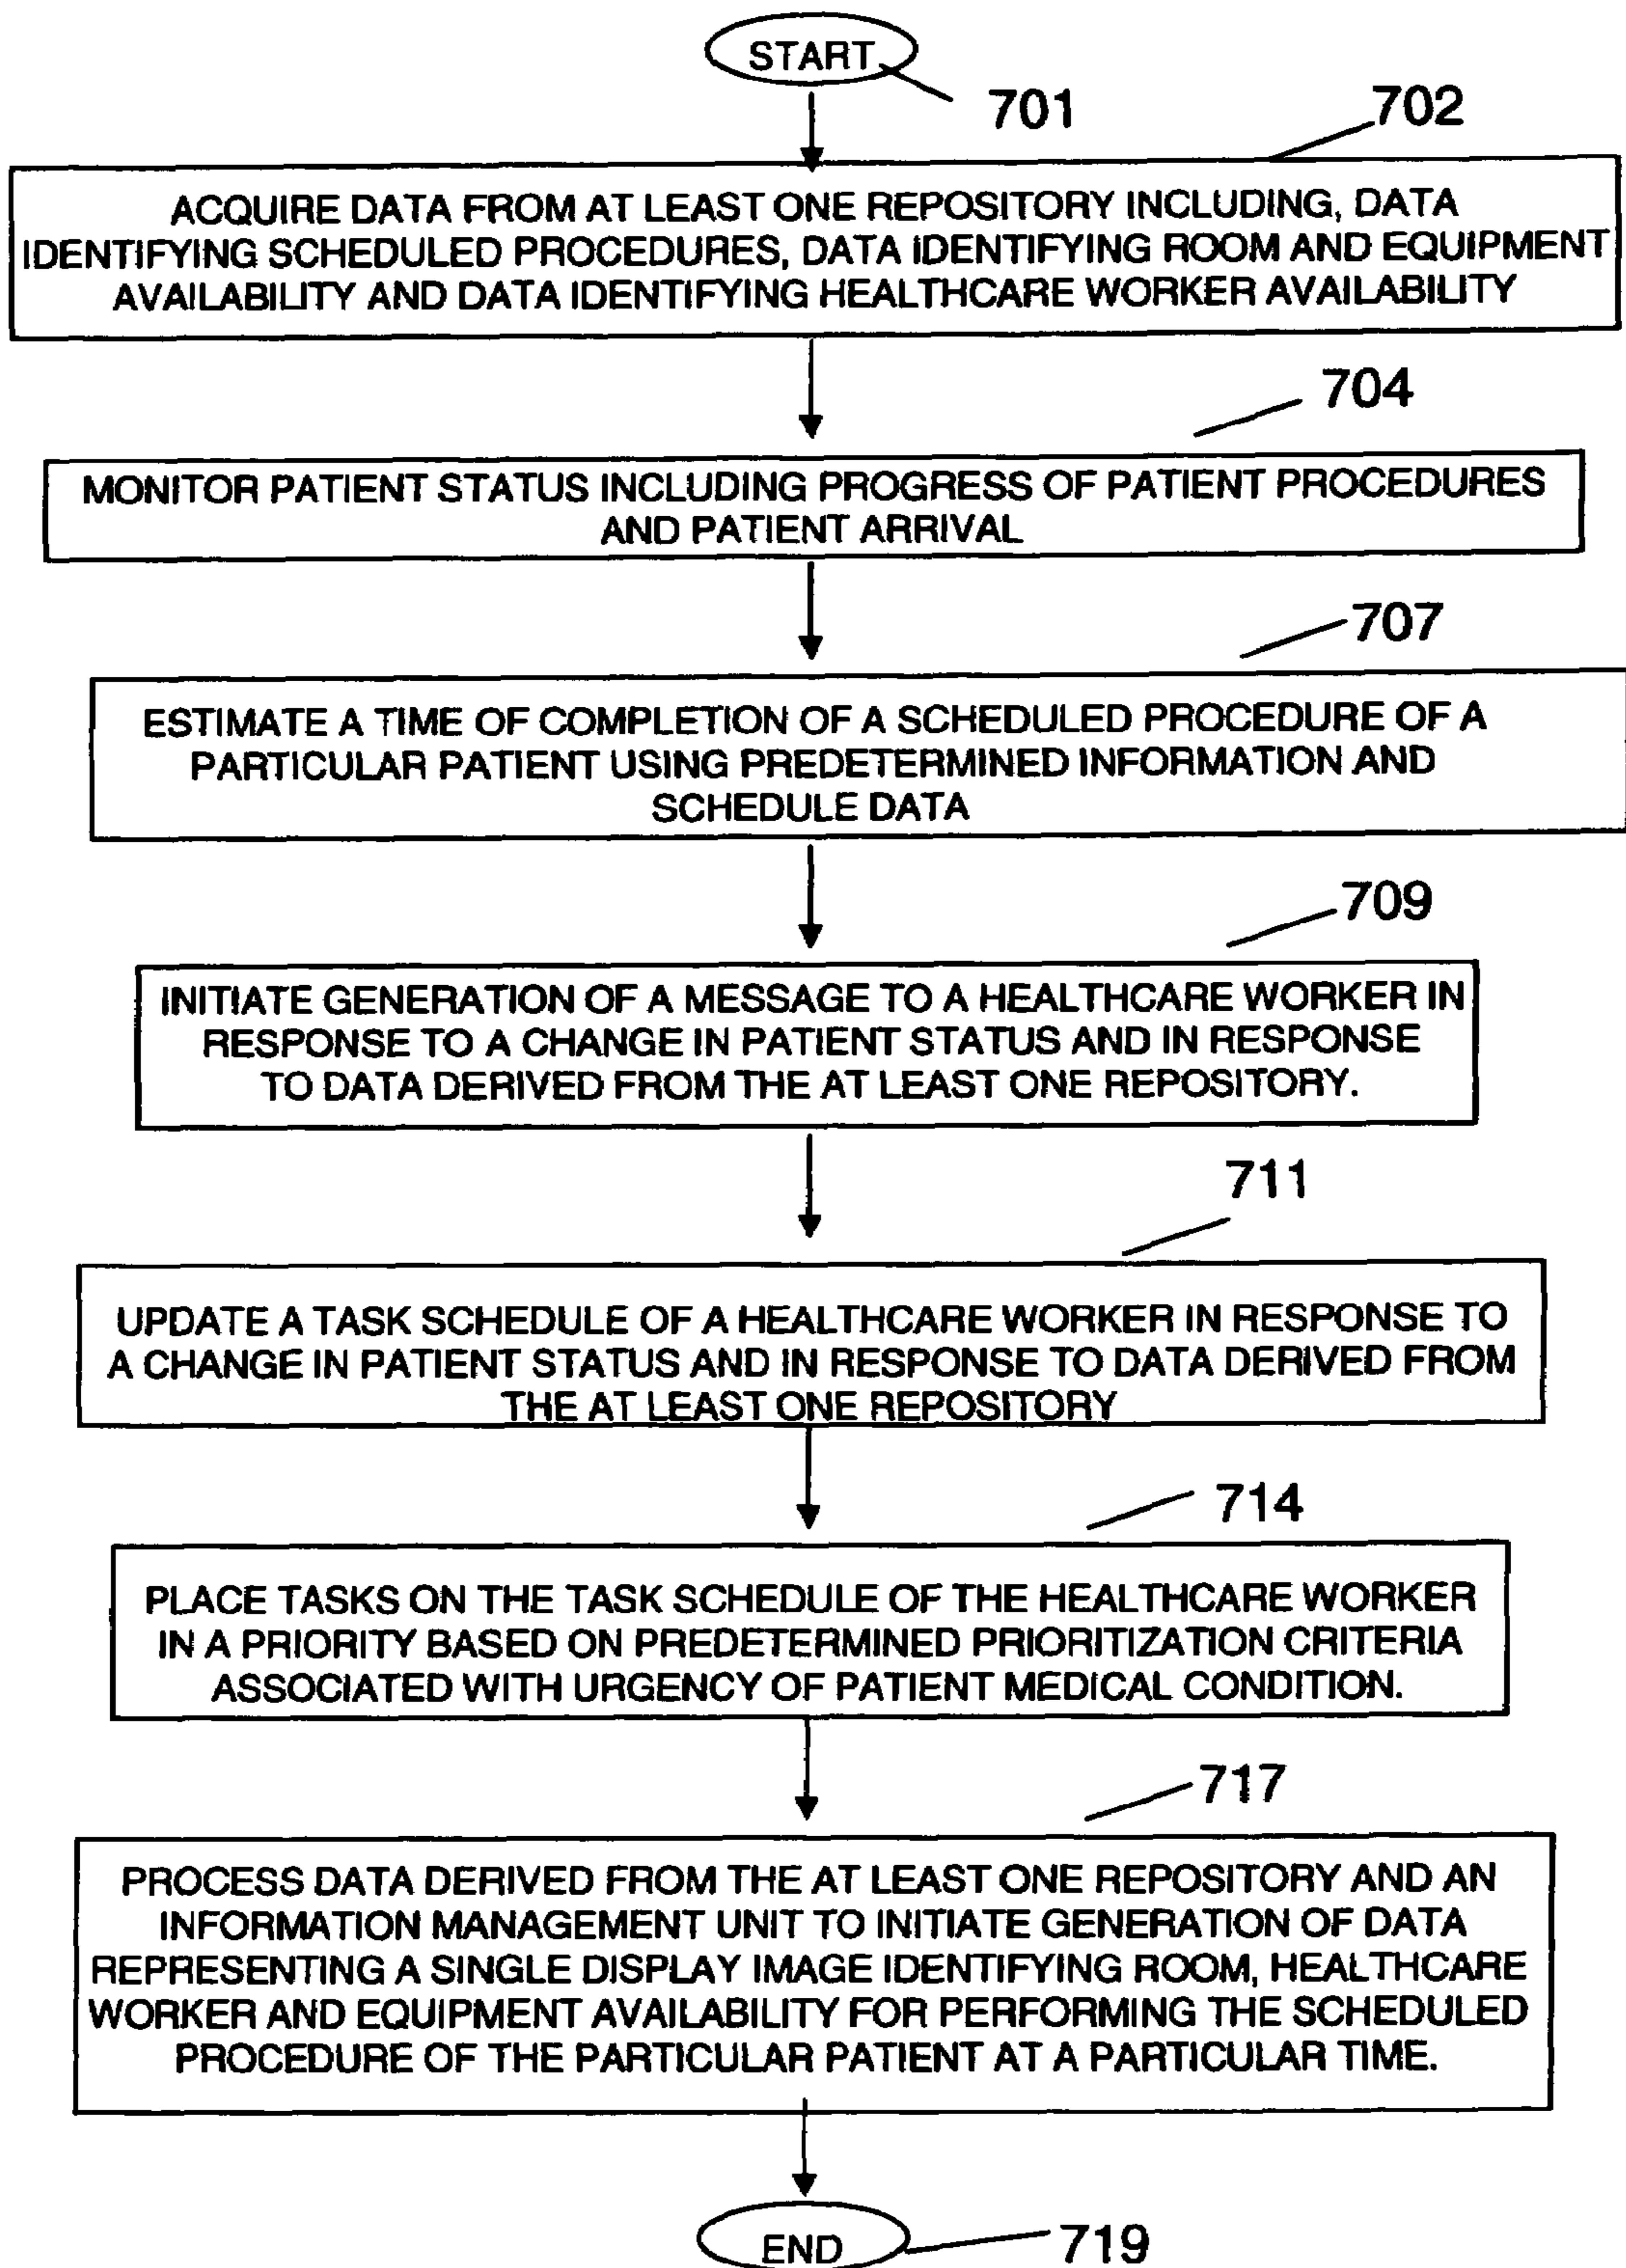 START
701
702
ACQUIRE DATA FROM AT LEAST ONE REPOSITORY INCLUDING, DATA
IDENTIFYING SCHEDULED PROCEDURES, DATA IDENTIFYING ROOM AND EQUIPMENT
AVAILABILITY AND DATA IDENTIFYING HEALTHCARE WORKER AVAILABILITY
704
MONITOR PATIENT STATUS INCLUDING PROGRESS OF PATIENT PROCEDURES
AND PATIENT ARRIVAL
707
ESTIMATE A TIME OF COMPLETION OF A SCHEDULED PROCEDURE OF A
PARTICULAR PATIENT USING PREDETERMINED INFORMATION AND
SCHEDULE DATA
709
INITIATE GENERATION OF A MESSAGE TO A HEALTHCARE WORKER IN
RESPONSE TO A CHANGE IN PATIENT STATUS AND IN RESPONSE
TO DATA DERIVED FROM THE AT LEAST ONE REPOSITORY.
711
UPDATE A TASK SCHEDULE OF A HEALTHCARE WORKER IN RESPONSE TO
A CHANGE IN PATIENT STATUS AND IN RESPONSE TO DATA DERIVED FROM
THE AT LEAST ONE REPOSITORY
714
PLACE TASKS ON THE TASK SCHEDULE OF THE HEALTHCARE WORKER
IN A PRIORITY BASED ON PREDETERMINED PRIORITIZATION CRITERIA
ASSOCIATED WITH URGENCY OF PATIENT MEDICAL CONDITION.
717
PROCESS DATA DERIVED FROM THE AT LEAST ONE REPOSITORY AND AN
INFORMATION MANAGEMENT UNIT TO INITIATE GENERATION OF DATA
REPRESENTING A SINGLE DISPLAY IMAGE IDENTIFYING ROOM, HEALTHCARE
WORKER AND EQUIPMENT AVAILABILITY FOR PERFORMING THE SCHEDULED
PROCEDURE OF THE PARTICULAR PATIENT AT A PARTICULAR TIME.
END
719